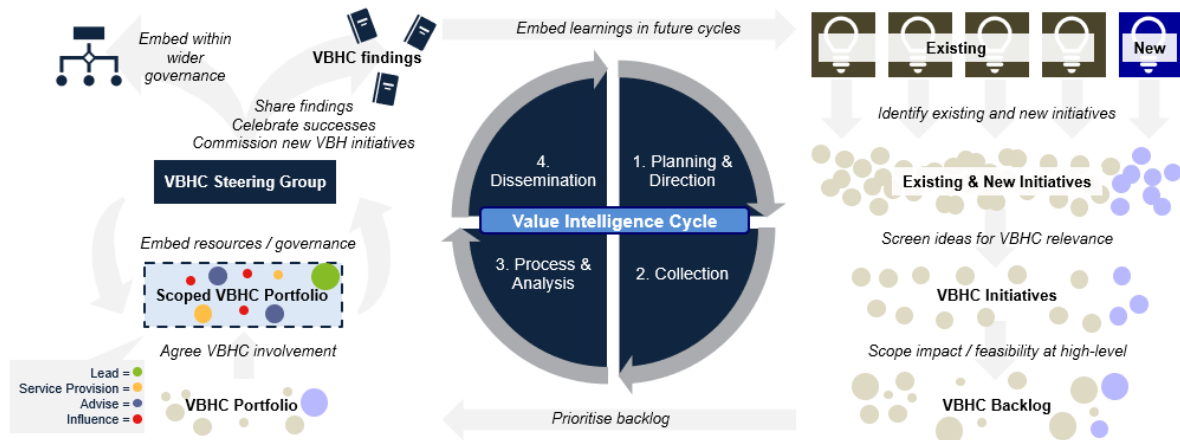 Embed within
wider
governance
VBHC findings
Share findings
Celebrate successes
Commission new VBH initiatives
VBHC Steering Group
Embed resources / governance
Scoped VBHC Portfolio
Agree VBHC involvement
Lead =
Service Provision =
Advise =
Influence =
VBHC Portfolio
Embed learnings in future cycles
4.
Dissemination
1. Planning &
Direction
Value Intelligence Cycle
3. Process &
Analysis
2. Collection
Prioritise backlog
Existing
New
Identify existing and new initiatives
Existing & New Initiatives
Screen ideas for VBHC relevance
VBHC Initiatives
Scope impact / feasibility at high-level
VBHC Backlog